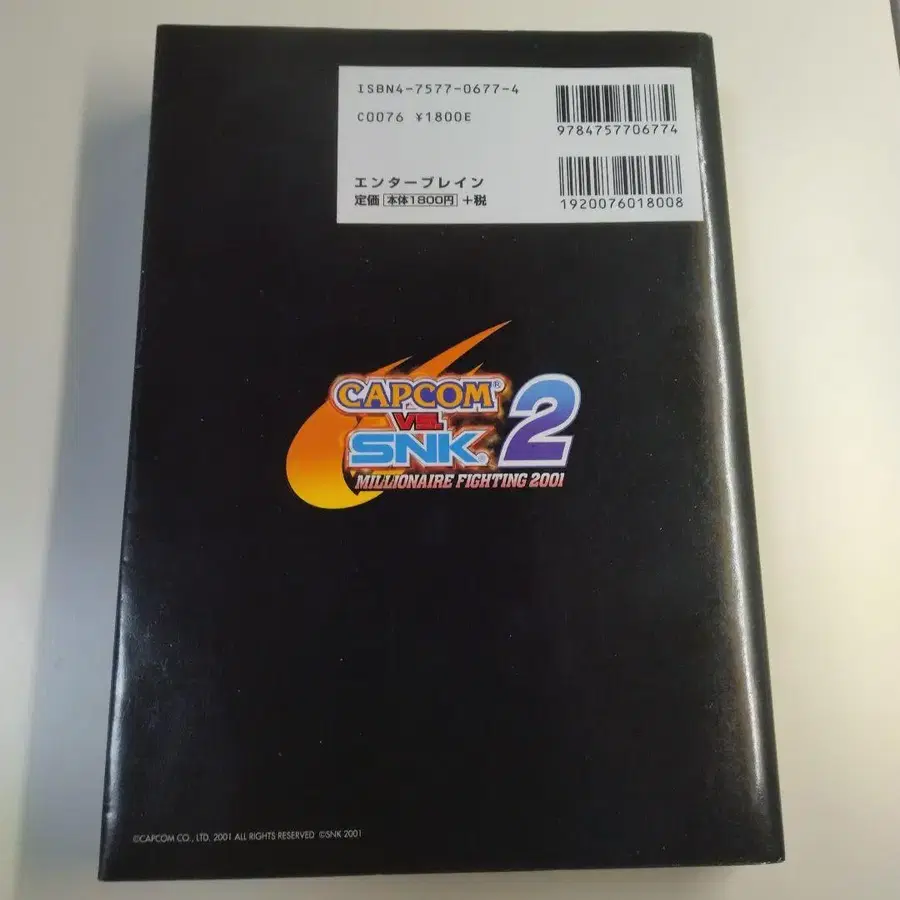 ISBN4-7577-0677-4
C0076 ¥1800E
9784757706774
エンターブレイン
定価 本体1800円 +税
1920076018008
CAPCOM®
VS.
SNK® 2
MILLIONAIRE FIGHTING 2001
©CAPCOM CO., LTD. 2001 ALL RIGHTS RESERVED ©SNK 2001